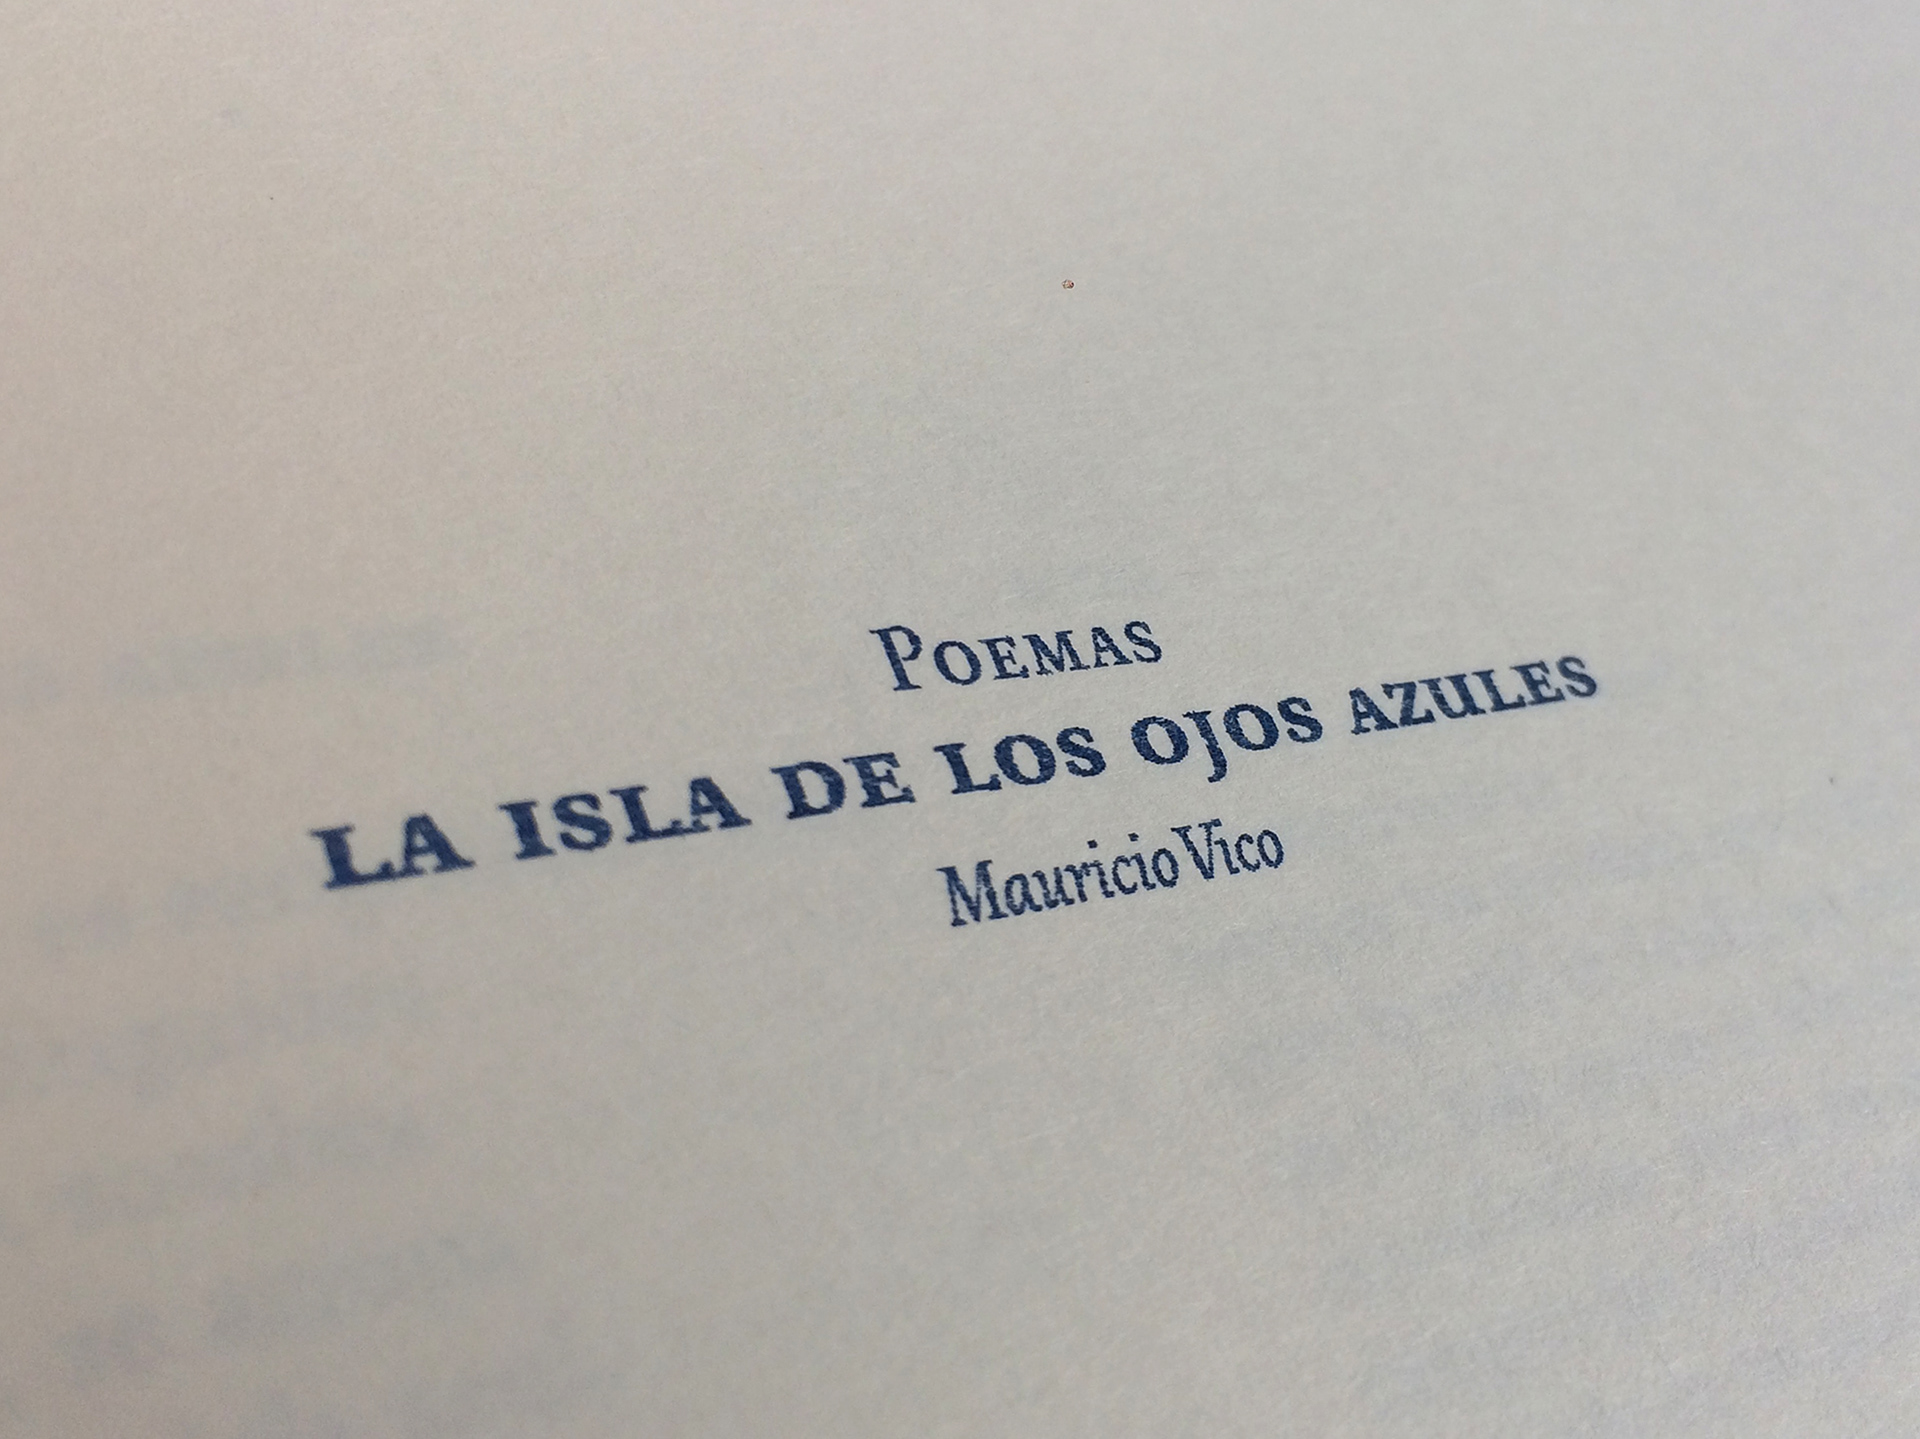 POEMAS
LA ISLA DE LOS OJOS AZULES
Mauricio Vico